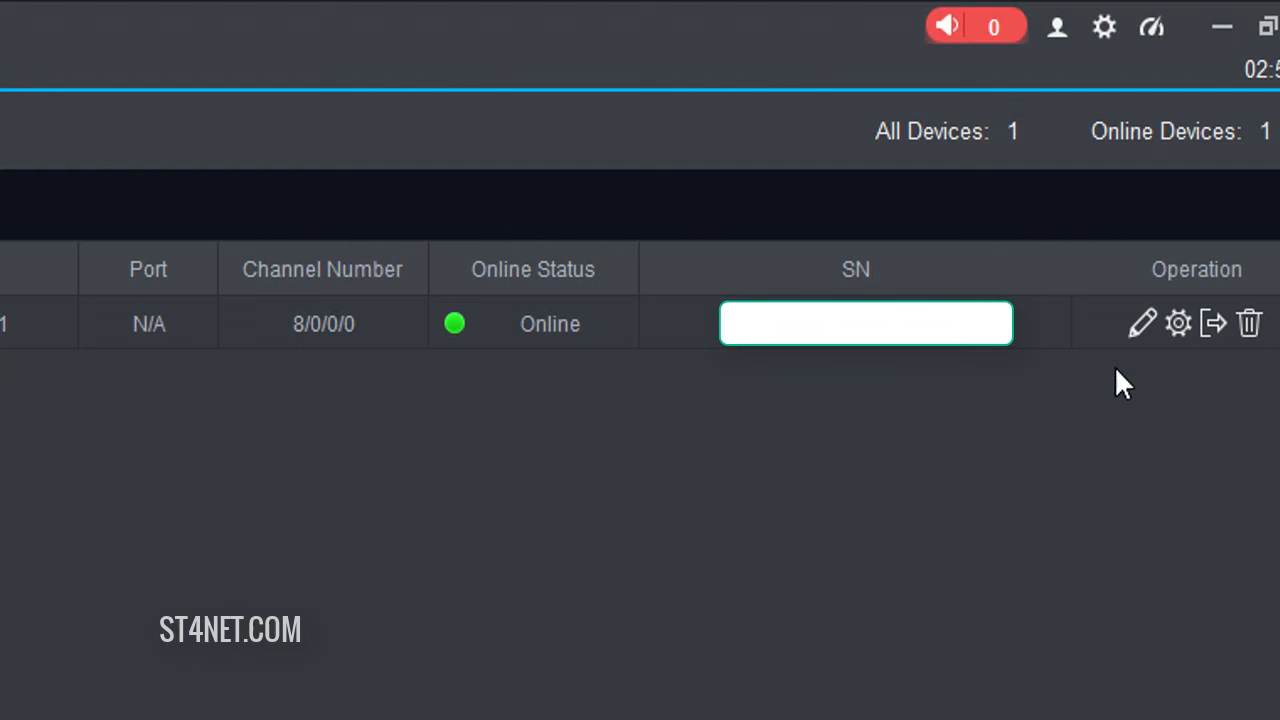 0
02:5
All Devices: 1 Online Devices: 1
Port Channel Number Online Status SN Operation
1 N/A 8/0/0/0 Online
ST4NET.COM